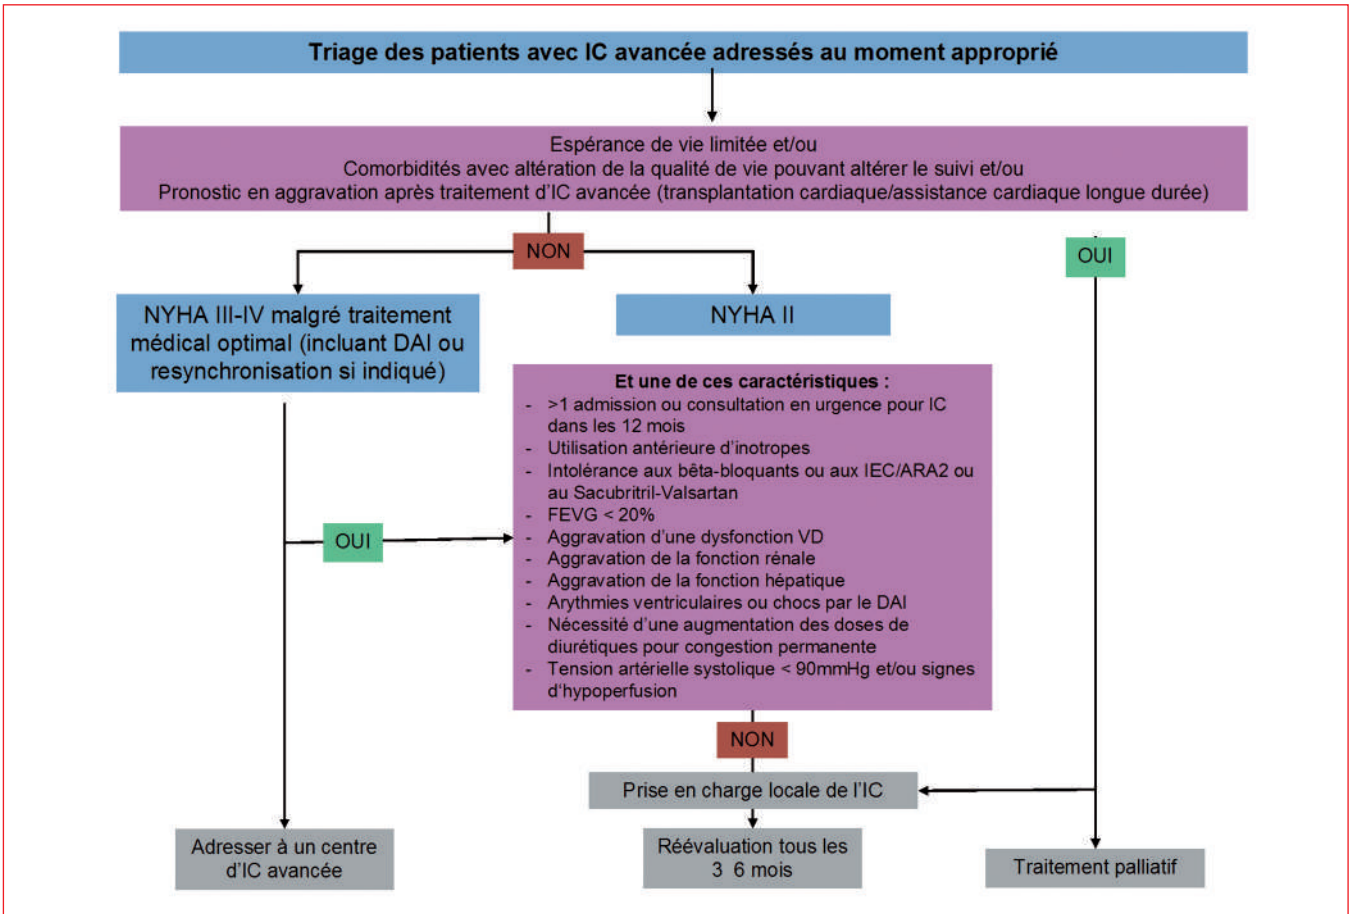 Triage des patients avec IC avancée adressés au moment approprié
Espérance de vie limitée et/ou
Comorbidités avec altération de la qualité de vie pouvant altérer le suivi et/ou
Pronostic en aggravation après traitement d'IC avancée (transplantation cardiaque/assistance cardiaque longue durée)
NON
OUI
NYHA III-IV malgré traitement
médical optimal (incluant DAI ou
resynchronisation si indiqué)
NYHA II
Et une de ces caractéristiques :
- >1 admission ou consultation en urgence pour IC
dans les 12 mois
- Utilisation antérieure d'inotropes
- Intolérance aux bêta-bloquants ou aux IEC/ARA2 ou
au Sacubritril-Valsartan
- FEVG < 20%
- Aggravation d'une dysfonction VD
- Aggravation de la fonction rénale
- Aggravation de la fonction hépatique
- Arythmies ventriculaires ou chocs par le DAI
- Nécessité d'une augmentation des doses de
diurétiques pour congestion permanente
- Tension artérielle systolique < 90mmHg et/ou signes
d'hypoperfusion
OUI
NON
Prise en charge locale de l'IC
Adresser à un centre
d'IC avancée
Réévaluation tous les
3 6 mois
Traitement palliatif